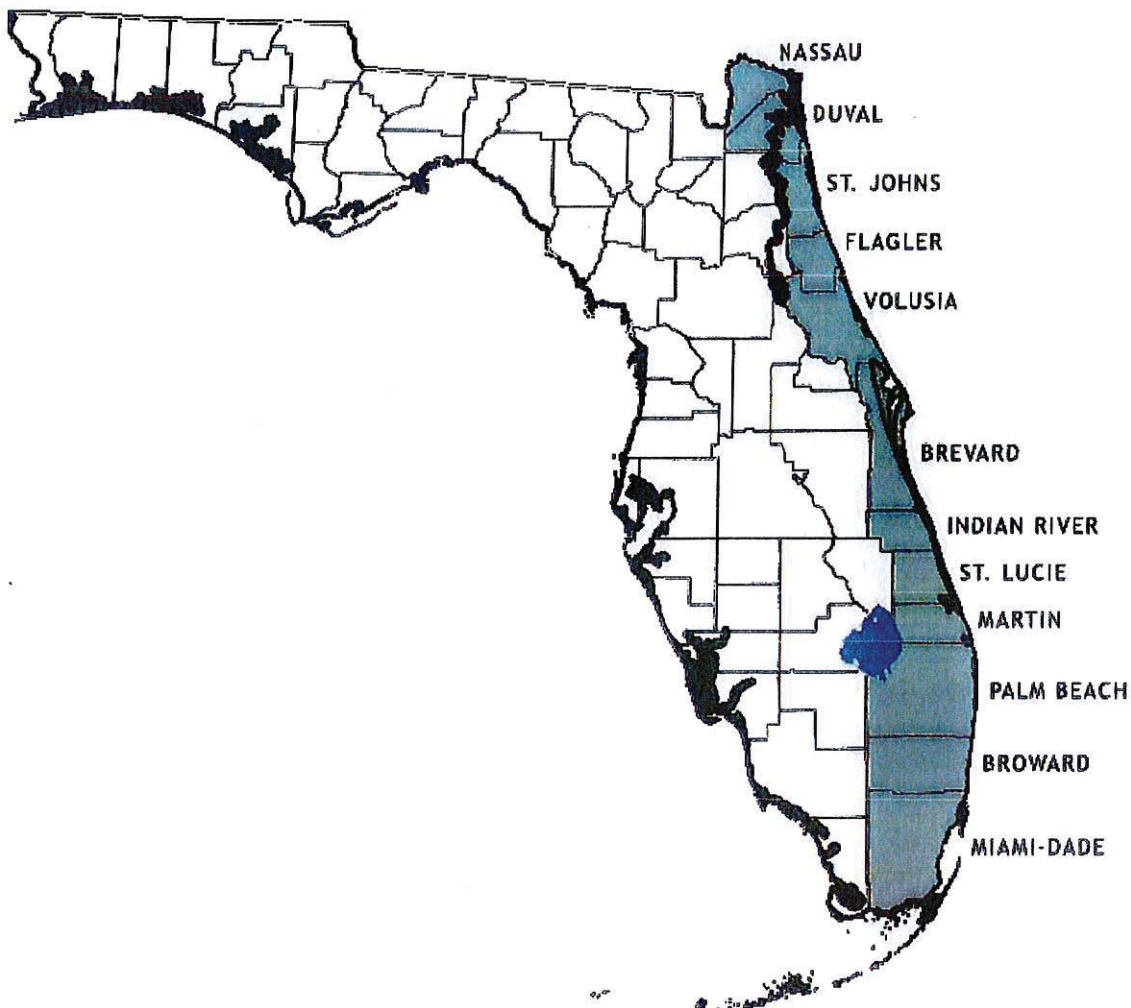 NASSAU
DUVAL
ST. JOHNS
FLAGLER
VOLUSIA
BREVARD
INDIAN RIVER
ST. LUCIE
MARTIN
PALM BEACH
BROWARD
MIAMI-DADE